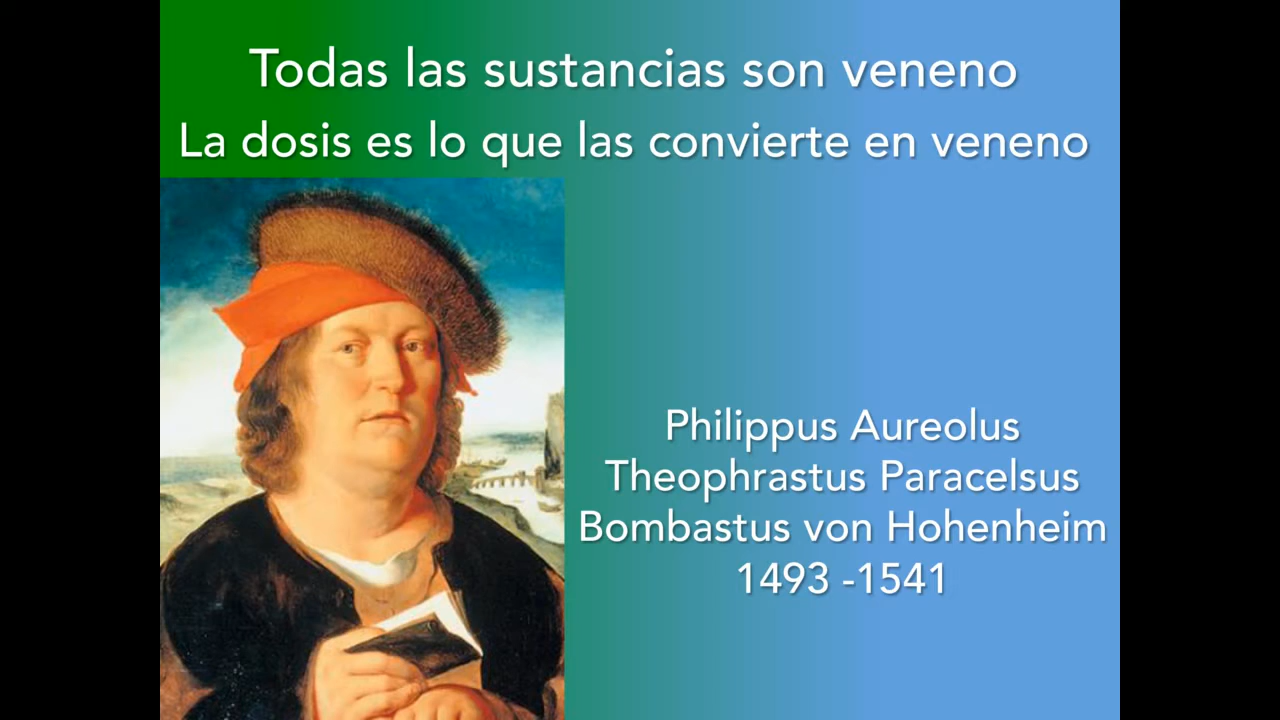 Todas las sustancias son veneno
La dosis es lo que las convierte en veneno
Philippus Aureolus
Theophrastus Paracelsus
Bombastus von Hohenheim
1493 -1541